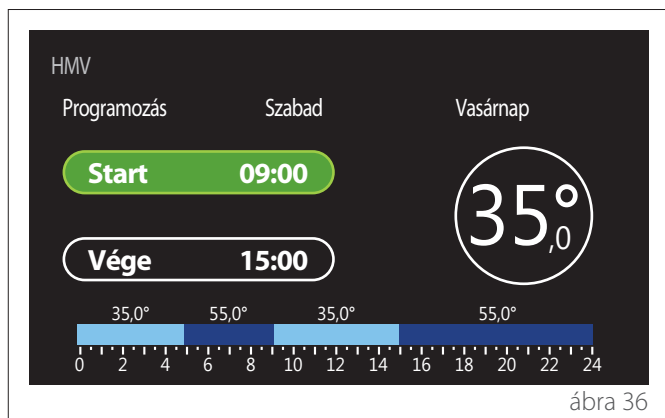 HMV
Programozás Szabad Vasárnap
Start 09:00
35,0°
Vége 15:00
35,0° 55,0° 35,0° 55,0°
0 2 4 6 8 10 12 14 16 18 20 22 24
ábra 36